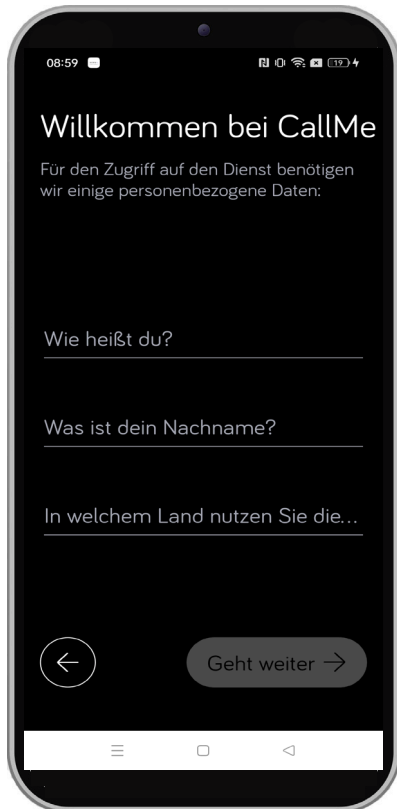 08:59
19
Willkommen bei CallMe
Für den Zugriff auf den Dienst benötigen
wir einige personenbezogene Daten:
Wie heißt du?
Was ist dein Nachname?
In welchem Land nutzen Sie die...
Geht weiter →